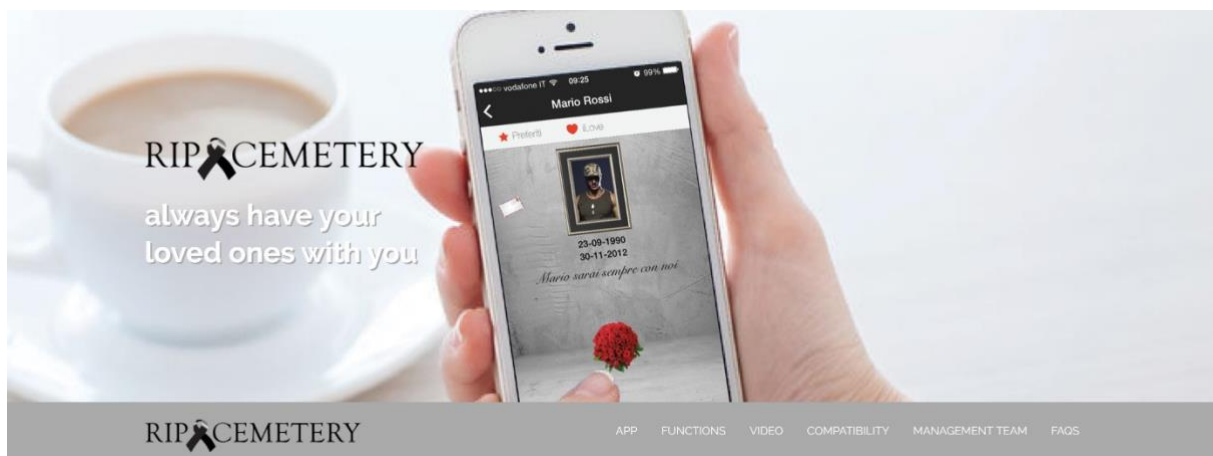 RIP CEMETERY
always have your
loved ones with you
vodafone IT 09:25 99%
Mario Rossi
Preferiti iLove
23-09-1990
30-11-2012
Mario sarai sempre con noi
RIP CEMETERY
APP FUNCTIONS VIDEO COMPATIBILITY MANAGEMENT TEAM FAQS